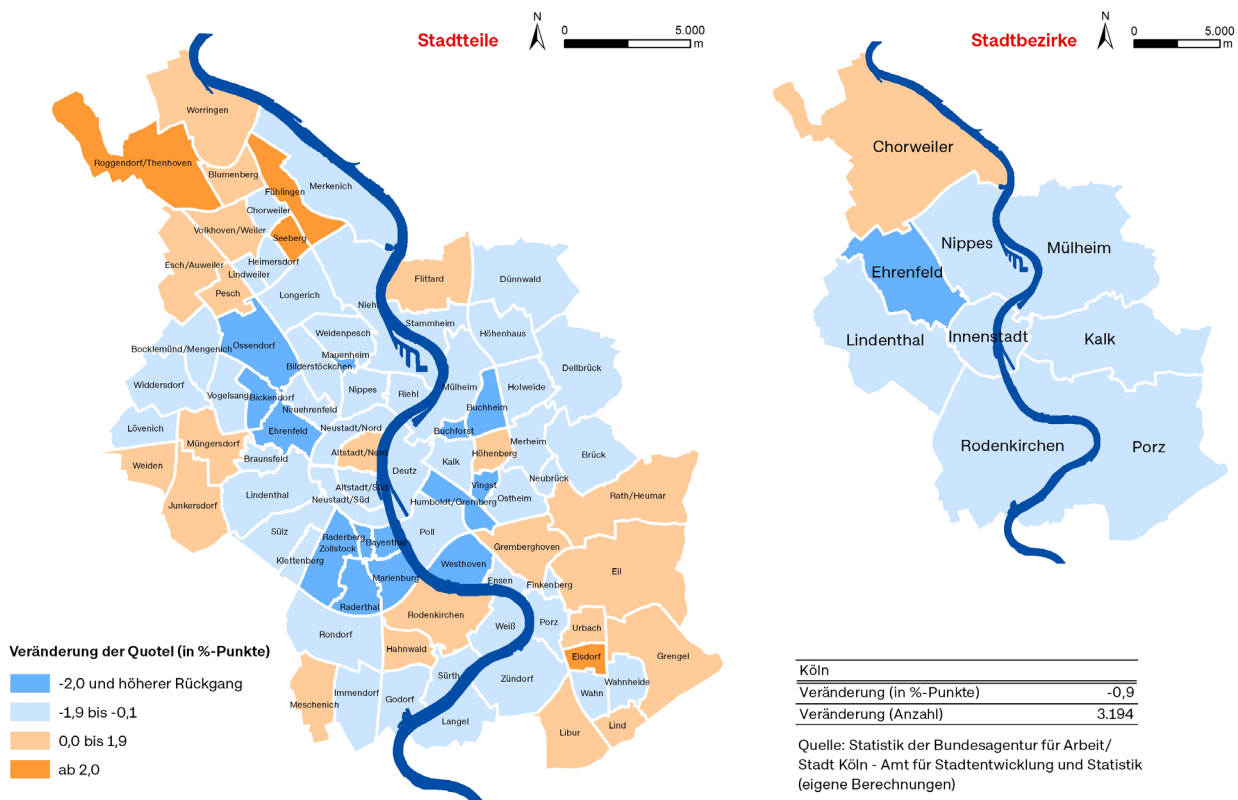 Stadtteile
N
0 5.000
m
Worringen
Roggendorf/Thenhoven
Blumenberg
Fühlingen
Merkenich
Chorweiler
Volkhoven/Weiler
Seeberg
Heimersdorf
Esch/Auweiler
Lindweiler
Pesch
Longerich
Flittard
Dünnwald
Niehl
Stammheim
Höhenhaus
Weidenpesch
Ossendorf
Bocklemünd/Mengenich
Mauenheim
Bilderstöckchen
Dellbrück
Widdersdorf
Vogelsang
Bickendorf
Nippes
Riehl
Mülheim
Holweide
Buchheim
Neuehrenfeld
Lövenich
Ehrenfeld
Neustadt/Nord
Buchforst
Müngersdorf
Altstadt/Nord
Höhenberg
Merheim
Brück
Weiden
Braunsfeld
Deutz
Kalk
Neubrück
Vingst
Altstadt/Süd
Lindenthal
Neustadt/Süd
Humboldt/Gremberg
Ostheim
Rath/Heumar
Junkersdorf
Sülz
Poll
Raderberg
Zollstock
Bayenthal
Gremberghoven
Klettenberg
Westhoven
Eil
Marienburg
Ensen
Finkenberg
Raderthal
Rodenkirchen
Rondorf
Weiß
Porz
Urbach
Hahnwald
Elsdorf
Grengel
Sürth
Zündorf
Wahnheide
Wahn
Immendorf
Godorf
Meschenich
Langel
Libur
Lind
Veränderung der Quotel (in %-Punkte)
-2,0 und höherer Rückgang
-1,9 bis -0,1
0,0 bis 1,9
ab 2,0
Stadtbezirke
N
0 5.000
m
Chorweiler
Nippes
Mülheim
Ehrenfeld
Lindenthal
Innenstadt
Kalk
Rodenkirchen
Porz
Köln
Veränderung (in %-Punkte) -0,9
Veränderung (Anzahl) 3.194
Quelle: Statistik der Bundesagentur für Arbeit/
Stadt Köln - Amt für Stadtentwicklung und Statistik
(eigene Berechnungen)